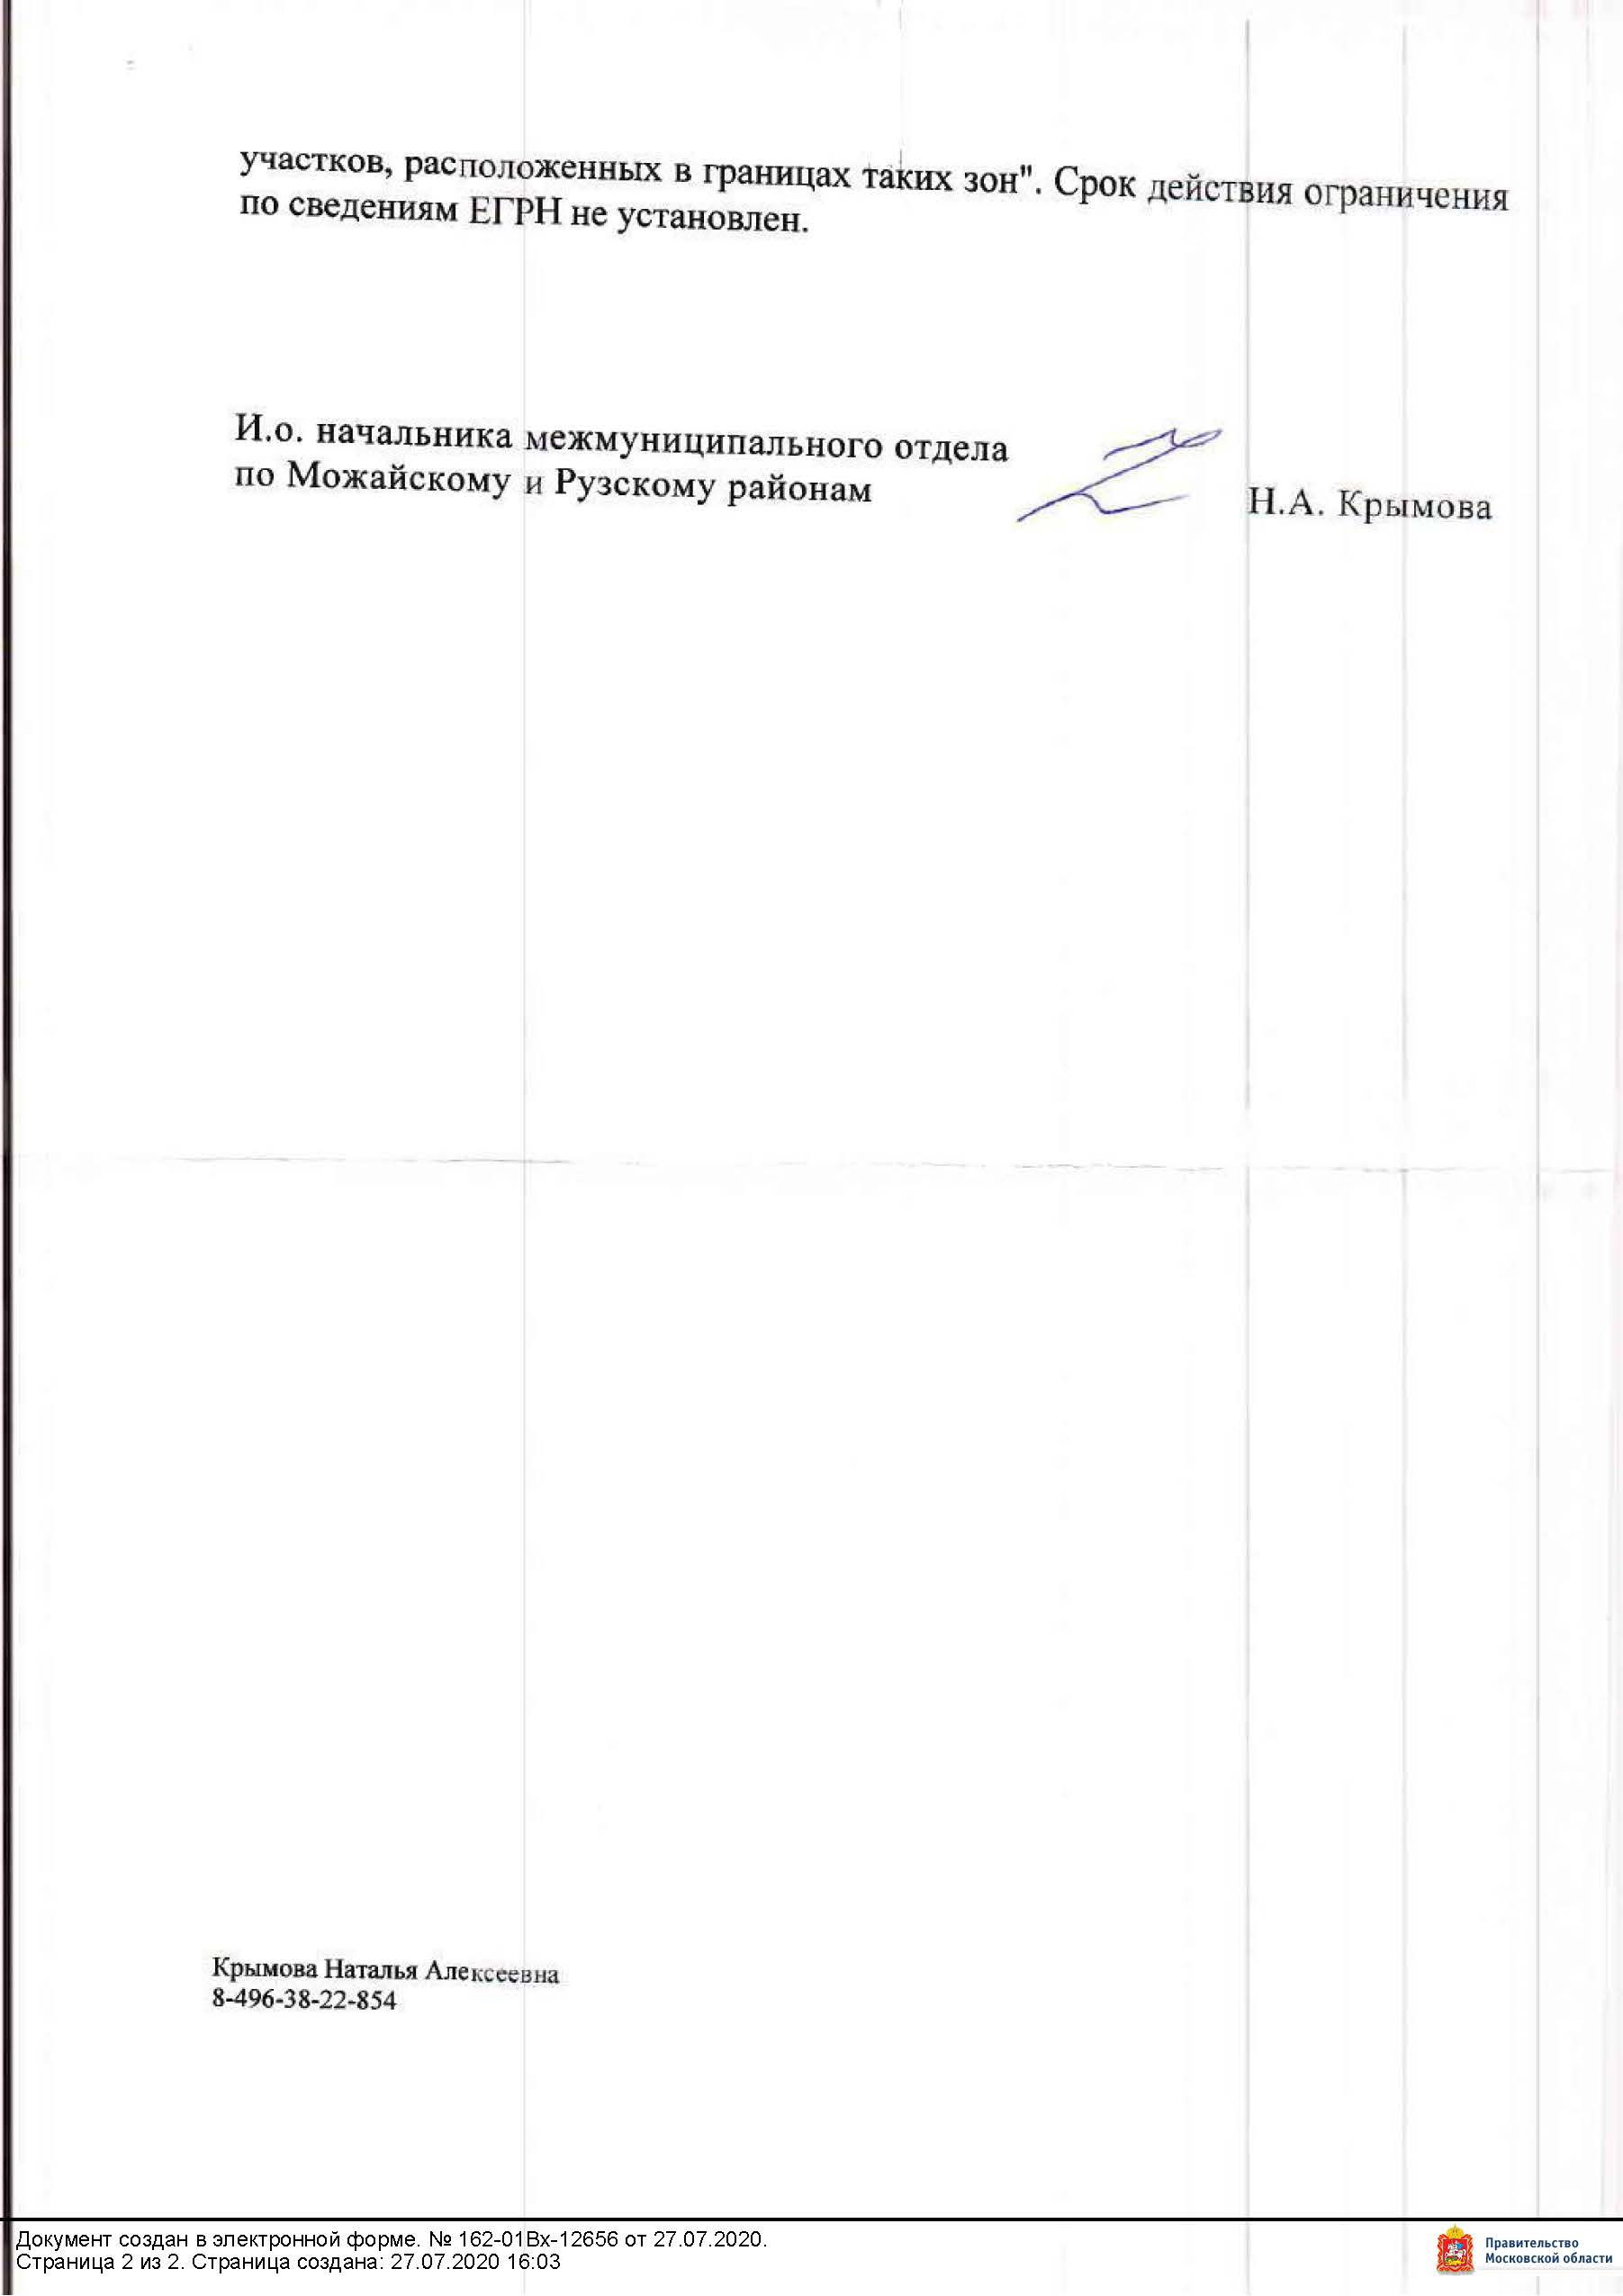 участков, расположенных в границах таких зон". Срок действия ограничения
по сведениям ЕГРН не установлен.
И.о. начальника межмуниципального отдела
по Можайскому и Рузскому районам
Н.А. Крымова
Крымова Наталья Алексеевна
8-496-38-22-854
Документ создан в электронной форме. № 162-01Вх-12656 от 27.07.2020.
Страница 2 из 2. Страница создана: 27.07.2020 16:03
Правительство
Московской области